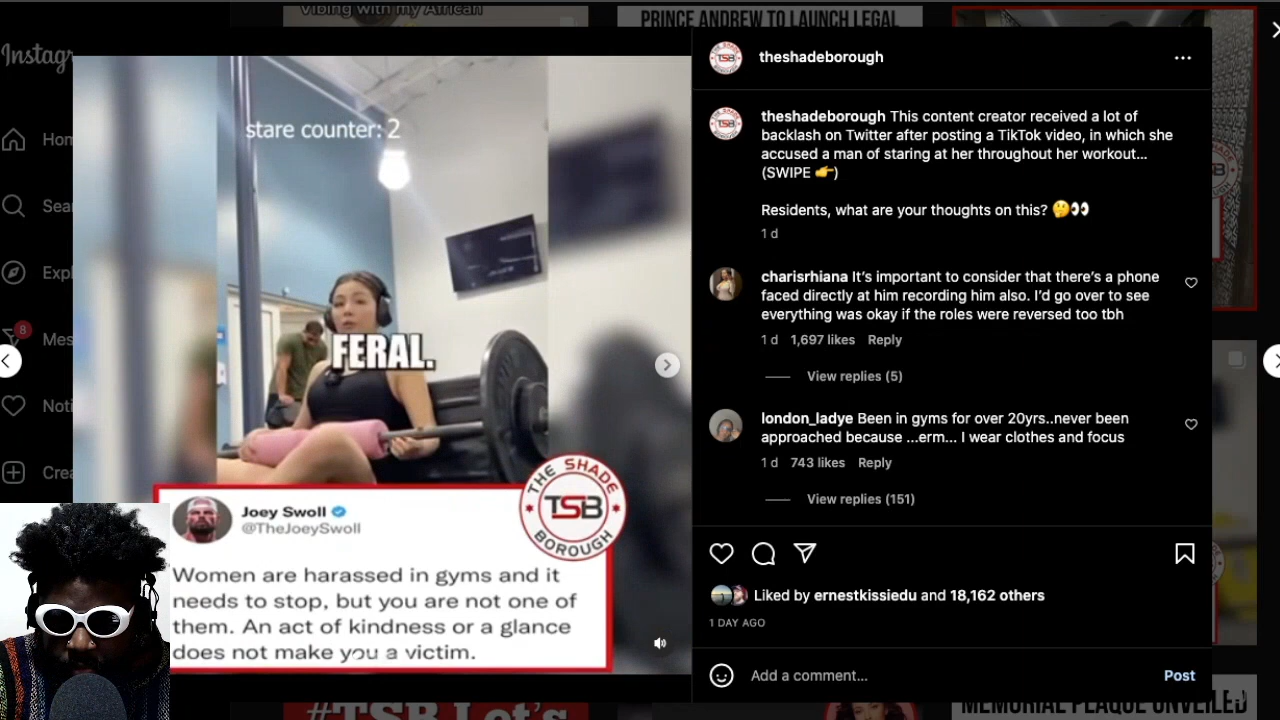 Vibing with my African
PRINCE ANDREW TO LAUNCH LEGAL
Instagr
Hom
Sear
Expl
8
Mes
Noti
Crea
stare counter: 2
FERAL.
THE SHADE
TSB
BOROUGH
Joey Swoll
@TheJoeySwoll
Women are harassed in gyms and it
needs to stop, but you are not one of
them. An act of kindness or a glance
does not make you a victim.
theshadeborough
theshadeborough This content creator received a lot of
backlash on Twitter after posting a TikTok video, in which she
accused a man of staring at her throughout her workout...
(SWIPE 👉)
Residents, what are your thoughts on this? 🤔👀
1 d
charisrhiana It's important to consider that there's a phone
faced directly at him recording him also. I'd go over to see
everything was okay if the roles were reversed too tbh
1 d 1,697 likes Reply
View replies (5)
london_ladye Been in gyms for over 20yrs..never been
approached because ...erm... I wear clothes and focus
1 d 743 likes Reply
View replies (151)
Liked by ernestkissiedu and 18,162 others
1 DAY AGO
Add a comment... Post
#TSB Let's
MEMORIAL PLAQUE UNVEILED